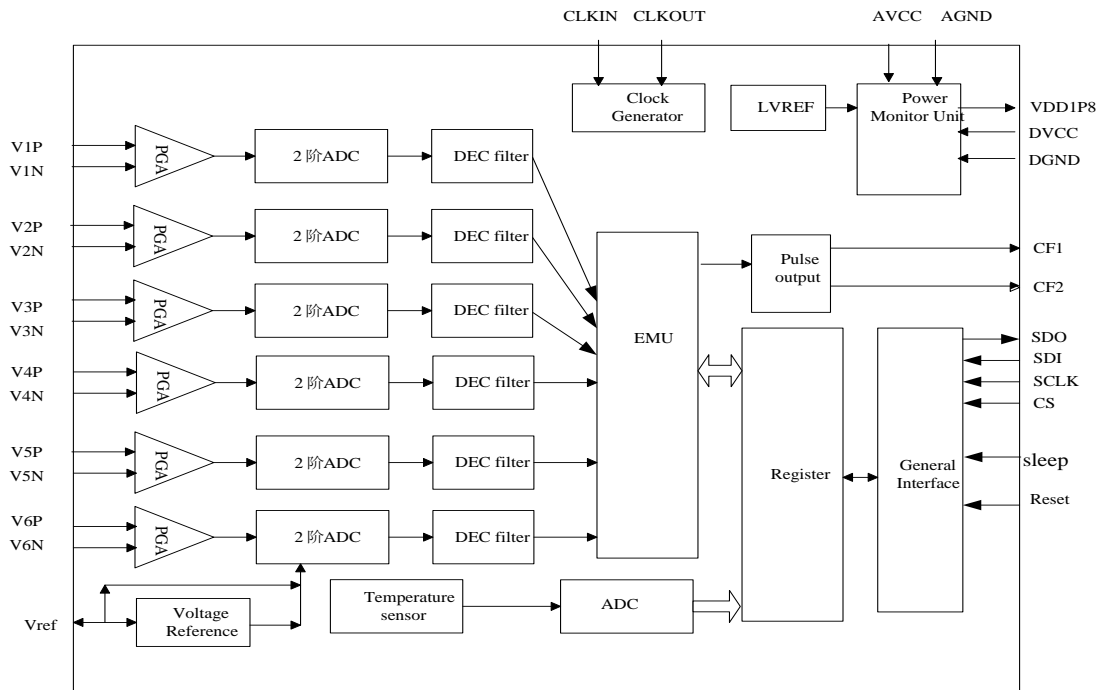 CLKIN CLKOUT AVCC AGND
Clock
Generator
LVREF
Power
Monitor Unit
VDD1P8
DVCC
DGND
V1P
V1N
PGA
2 阶ADC
DEC filter
V2P
V2N
PGA
2 阶ADC
DEC filter
V3P
V3N
PGA
2 阶ADC
DEC filter
V4P
V4N
PGA
2 阶ADC
DEC filter
V5P
V5N
PGA
2 阶ADC
DEC filter
V6P
V6N
PGA
2 阶ADC
DEC filter
EMU
Pulse
output
CF1
CF2
Register
General
Interface
SDO
SDI
SCLK
CS
sleep
Reset
Vref
Voltage
Reference
Temperature
sensor
ADC